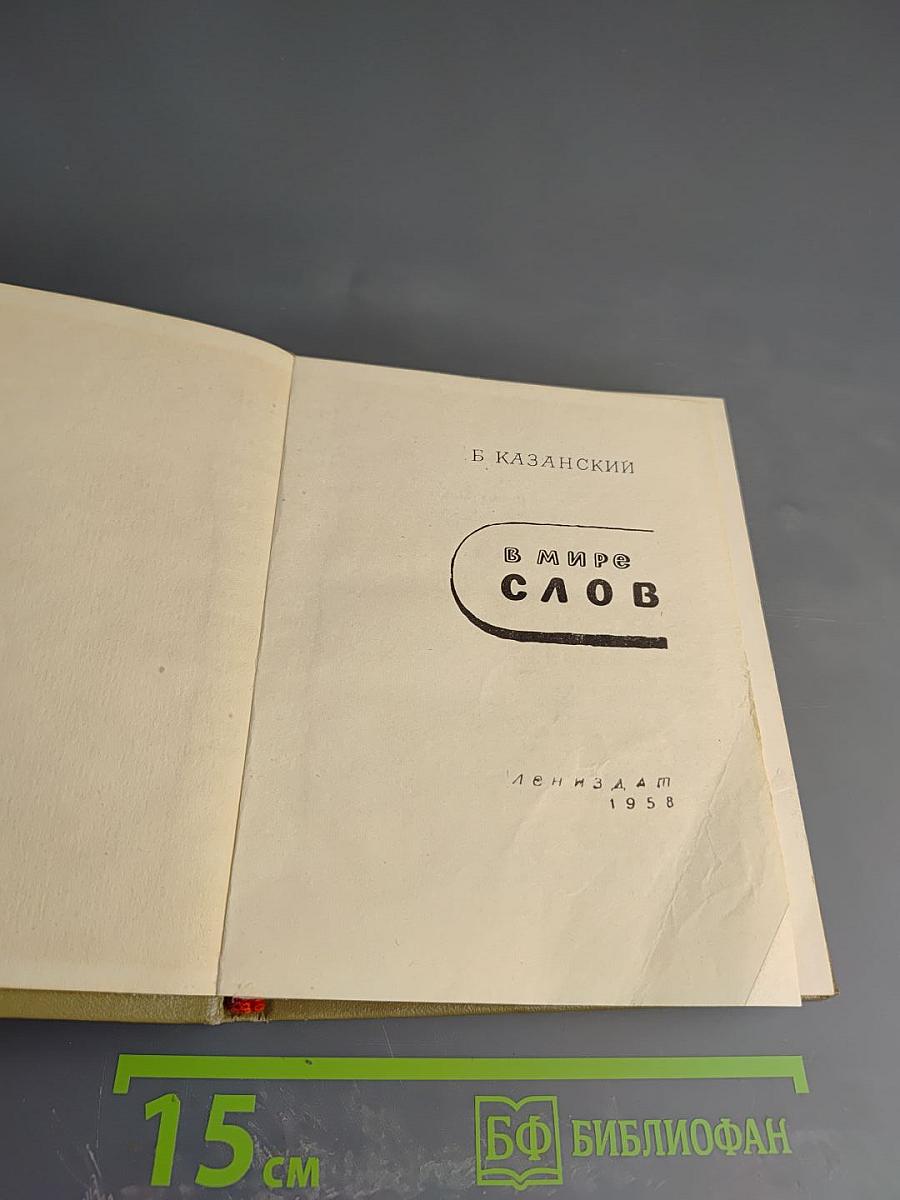 Б. КАЗАНСКИЙ
В МИРЕ
СЛОВ
ЛЕНИЗДАТ
1958
15 см
БФ БИБЛИОФАН